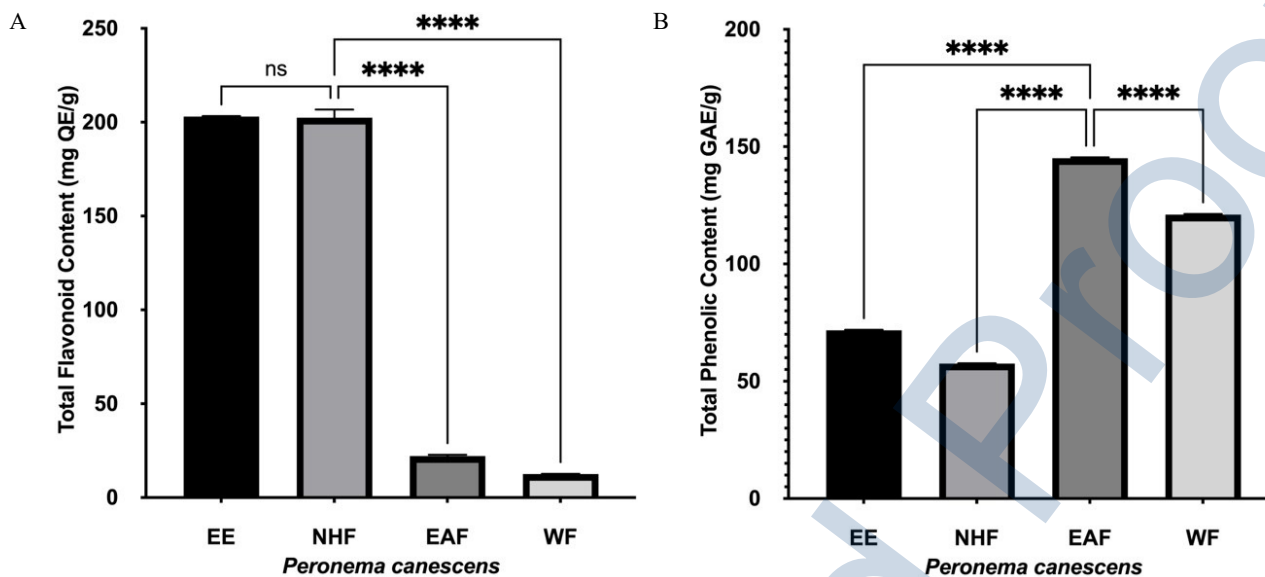 A
Total Flavonoid Content (mg QE/g)
250
200
150
100
50
0
****
ns
****
EE NHF EAF WF
Peronema canescens
B
Total Phenolic Content (mg GAE/g)
200
150
100
50
0
****
****
****
EE NHF EAF WF
Peronema canescens